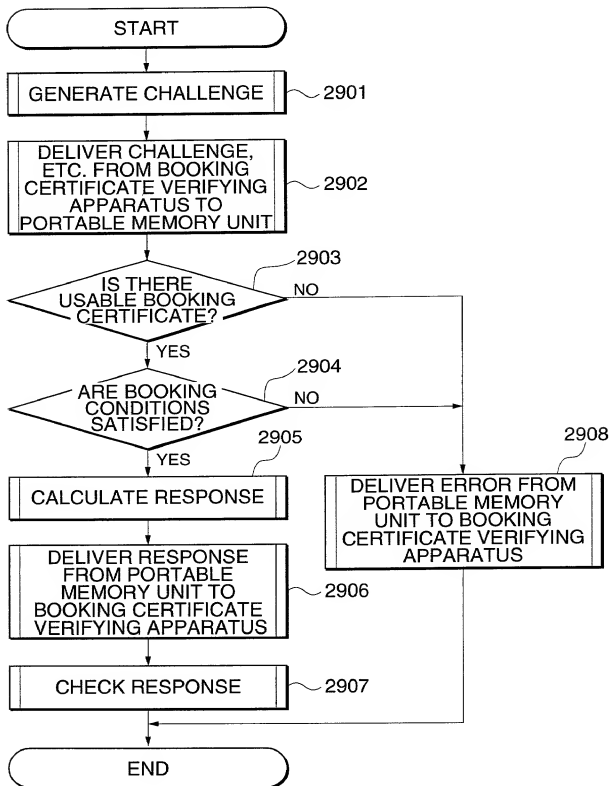 START
GENERATE CHALLENGE
2901
DELIVER CHALLENGE,
ETC. FROM BOOKING
CERTIFICATE VERIFYING
APPARATUS TO
PORTABLE MEMORY UNIT
2902
2903
IS THERE
USABLE BOOKING
CERTIFICATE?
NO
YES
2904
ARE BOOKING
CONDITIONS
SATISFIED?
NO
YES
2905
CALCULATE RESPONSE
2908
DELIVER ERROR FROM
PORTABLE MEMORY
UNIT TO BOOKING
CERTIFICATE VERIFYING
APPARATUS
DELIVER RESPONSE
FROM PORTABLE
MEMORY UNIT TO
BOOKING CERTIFICATE
VERIFYING APPARATUS
2906
CHECK RESPONSE
2907
END